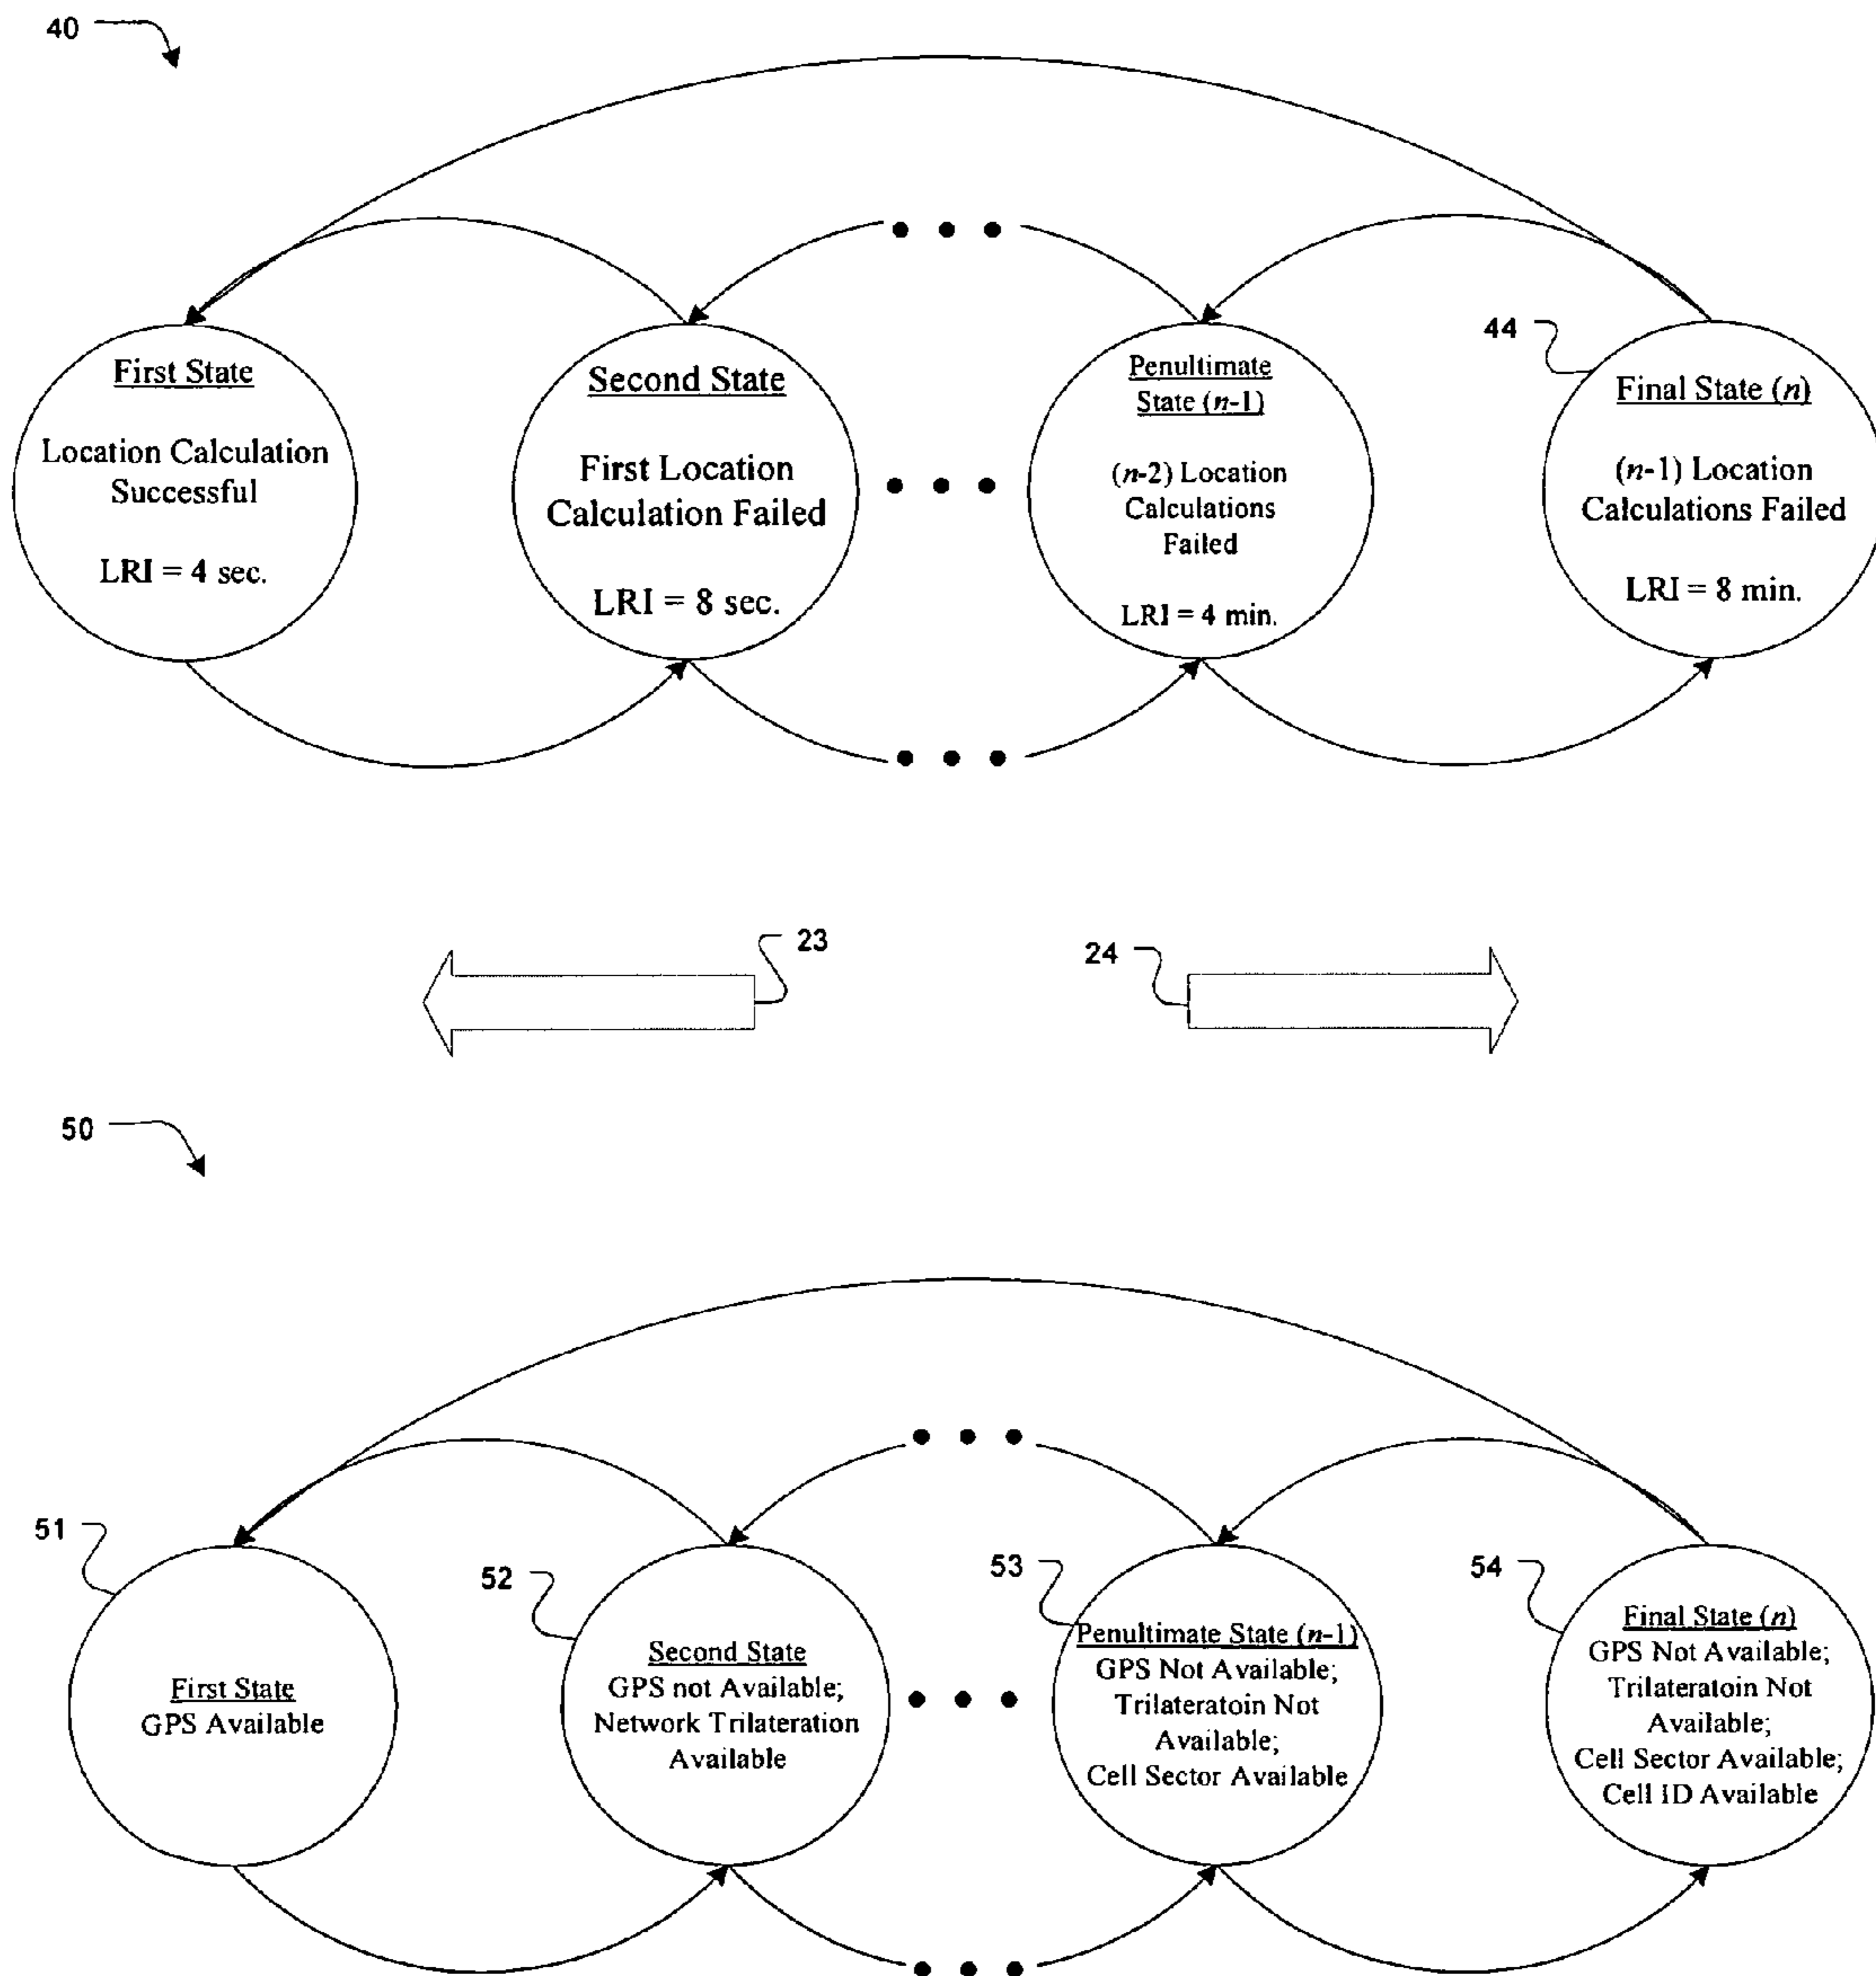 40
First State
Location Calculation
Successful
LRI = 4 sec.
Second State
First Location
Calculation Failed
LRI = 8 sec.
Penultimate
State (n-1)
(n-2) Location
Calculations
Failed
LRI = 4 min.
44
Final State (n)
(n-1) Location
Calculations Failed
LRI = 8 min.
23
24
50
51
First State
GPS Available
52
Second State
GPS not Available;
Network Trilateration
Available
53
Penultimate State (n-1)
GPS Not Available;
Trilateratoin Not
Available;
Cell Sector Available
54
Final State (n)
GPS Not Available;
Trilateratoin Not
Available;
Cell Sector Available;
Cell ID Available